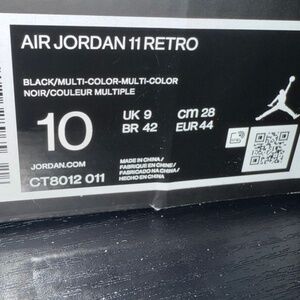 AIR JORDAN 11 RETRO
BLACK/MULTI-COLOR-MULTI-COLOR
NOIR/COULEUR MULTIPLE
10
UK 9
cm 28
BR 42
EUR 44
JORDAN.COM
CT8012 011
MADE IN CHINA/
FABRIQUE EN CHINE/
FABRICADO NA CHINA/
HECHO EN CHINA